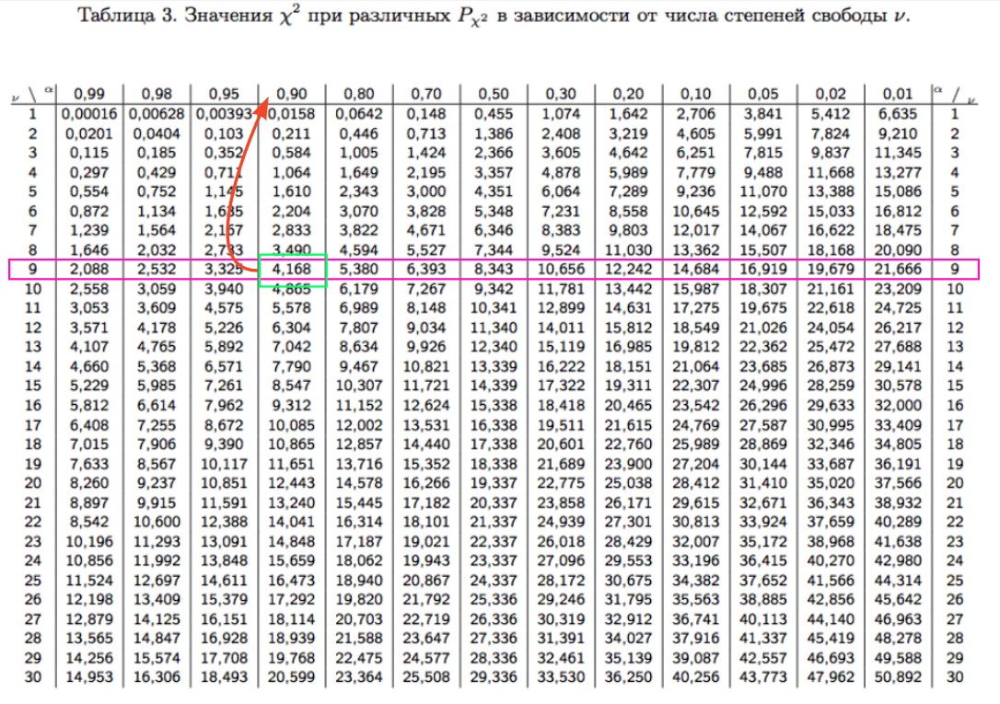 Таблица 3. Значения χ² при различных Pχ² в зависимости от числа степеней свободы ν.
ν \ α 0,99 0,98 0,95 0,90 0,80 0,70 0,50 0,30 0,20 0,10 0,05 0,02 0,01 α / ν
1 0,00016 0,00628 0,00393 0,0158 0,0642 0,148 0,455 1,074 1,642 2,706 3,841 5,412 6,635 1
2 0,0201 0,0404 0,103 0,211 0,446 0,713 1,386 2,408 3,219 4,605 5,991 7,824 9,210 2
3 0,115 0,185 0,352 0,584 1,005 1,424 2,366 3,605 4,642 6,251 7,815 9,837 11,345 3
4 0,297 0,429 0,711 1,064 1,649 2,195 3,357 4,878 5,989 7,779 9,488 11,668 13,277 4
5 0,554 0,752 1,145 1,610 2,343 3,000 4,351 6,064 7,289 9,236 11,070 13,388 15,086 5
6 0,872 1,134 1,635 2,204 3,070 3,828 5,348 7,231 8,558 10,645 12,592 15,033 16,812 6
7 1,239 1,564 2,167 2,833 3,822 4,671 6,346 8,383 9,803 12,017 14,067 16,622 18,475 7
8 1,646 2,032 2,733 3,490 4,594 5,527 7,344 9,524 11,030 13,362 15,507 18,168 20,090 8
9 2,088 2,532 3,325 4,168 5,380 6,393 8,343 10,656 12,242 14,684 16,919 19,679 21,666 9
10 2,558 3,059 3,940 4,865 6,179 7,267 9,342 11,781 13,442 15,987 18,307 21,161 23,209 10
11 3,053 3,609 4,575 5,578 6,989 8,148 10,341 12,899 14,631 17,275 19,675 22,618 24,725 11
12 3,571 4,178 5,226 6,304 7,807 9,034 11,340 14,011 15,812 18,549 21,026 24,054 26,217 12
13 4,107 4,765 5,892 7,042 8,634 9,926 12,340 15,119 16,985 19,812 22,362 25,472 27,688 13
14 4,660 5,368 6,571 7,790 9,467 10,821 13,339 16,222 18,151 21,064 23,685 26,873 29,141 14
15 5,229 5,985 7,261 8,547 10,307 11,721 14,339 17,322 19,311 22,307 24,996 28,259 30,578 15
16 5,812 6,614 7,962 9,312 11,152 12,624 15,338 18,418 20,465 23,542 26,296 29,633 32,000 16
17 6,408 7,255 8,672 10,085 12,002 13,531 16,338 19,511 21,615 24,769 27,587 30,995 33,409 17
18 7,015 7,906 9,390 10,865 12,857 14,440 17,338 20,601 22,760 25,989 28,869 32,346 34,805 18
19 7,633 8,567 10,117 11,651 13,716 15,352 18,338 21,689 23,900 27,204 30,144 33,687 36,191 19
20 8,260 9,237 10,851 12,443 14,578 16,266 19,337 22,775 25,038 28,412 31,410 35,020 37,566 20
21 8,897 9,915 11,591 13,240 15,445 17,182 20,337 23,858 26,171 29,615 32,671 36,343 38,932 21
22 8,542 10,600 12,388 14,041 16,314 18,101 21,337 24,939 27,301 30,813 33,924 37,659 40,289 22
23 10,196 11,293 13,091 14,848 17,187 19,021 22,337 26,018 28,429 32,007 35,172 38,968 41,638 23
24 10,856 11,992 13,848 15,659 18,062 19,943 23,337 27,096 29,553 33,196 36,415 40,270 42,980 24
25 11,524 12,697 14,611 16,473 18,940 20,867 24,337 28,172 30,675 34,382 37,652 41,566 44,314 25
26 12,198 13,409 15,379 17,292 19,820 21,792 25,336 29,246 31,795 35,563 38,885 42,856 45,642 26
27 12,879 14,125 16,151 18,114 20,703 22,719 26,336 30,319 32,912 36,741 40,113 44,140 46,963 27
28 13,565 14,847 16,928 18,939 21,588 23,647 27,336 31,391 34,027 37,916 41,337 45,419 48,278 28
29 14,256 15,574 17,708 19,768 22,475 24,577 28,336 32,461 35,139 39,087 42,557 46,693 49,588 29
30 14,953 16,306 18,493 20,599 23,364 25,508 29,336 33,530 36,250 40,256 43,773 47,962 50,892 30